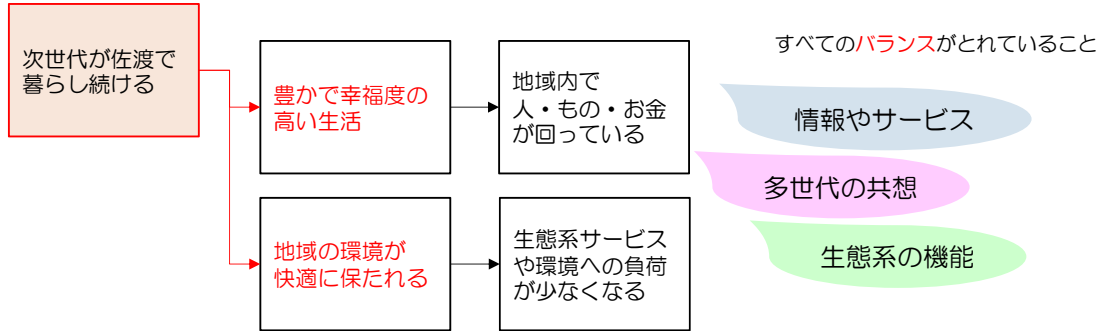 次世代が佐渡で
暮らし続ける
豊かで幸福度の
高い生活
地域内で
人・もの・お金
が回っている
地域の環境が
快適に保たれる
生態系サービス
や環境への負荷
が少なくなる
すべてのバランスがとれていること
情報やサービス
多世代の共想
生態系の機能